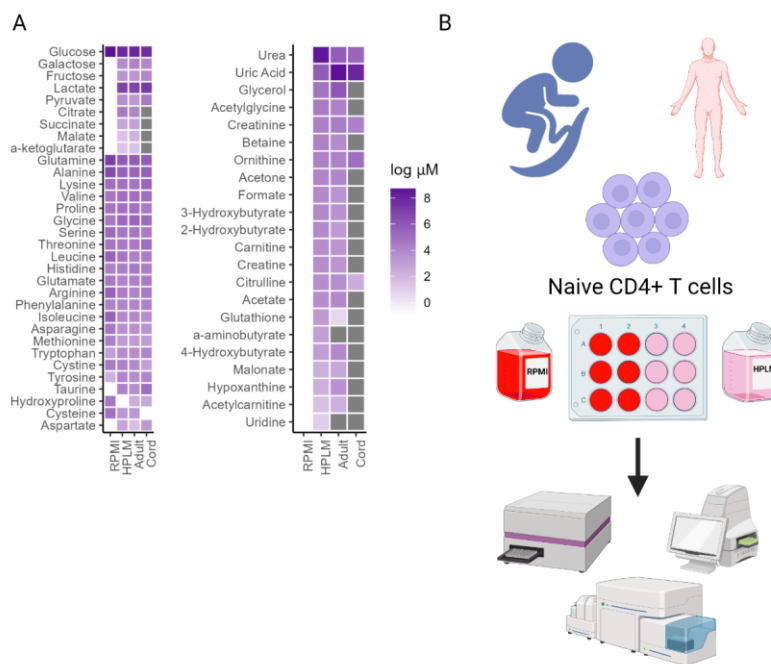 A
Glucose
Galactose
Fructose
Lactate
Pyruvate
Citrate
Succinate
Malate
a-ketoglutarate
Glutamine
Alanine
Lysine
Valine
Proline
Glycine
Serine
Threonine
Leucine
Histidine
Glutamate
Arginine
Phenylalanine
Isoleucine
Asparagine
Methionine
Tryptophan
Cystine
Tyrosine
Taurine
Hydroxyproline
Cysteine
Aspartate
RPMI
HPLM
Adult
Cord
Urea
Uric Acid
Glycerol
Acetylglycine
Creatinine
Betaine
Ornithine
Acetone
Formate
3-Hydroxybutyrate
2-Hydroxybutyrate
Carnitine
Creatine
Citrulline
Acetate
Glutathione
a-aminobutyrate
4-Hydroxybutyrate
Malonate
Hypoxanthine
Acetylcarnitine
Uridine
RPMI
HPLM
Adult
Cord
log µM
8
6
4
2
0
B
Naive CD4+ T cells
RPMI
1 2 3 4
A
B
C
HPLM